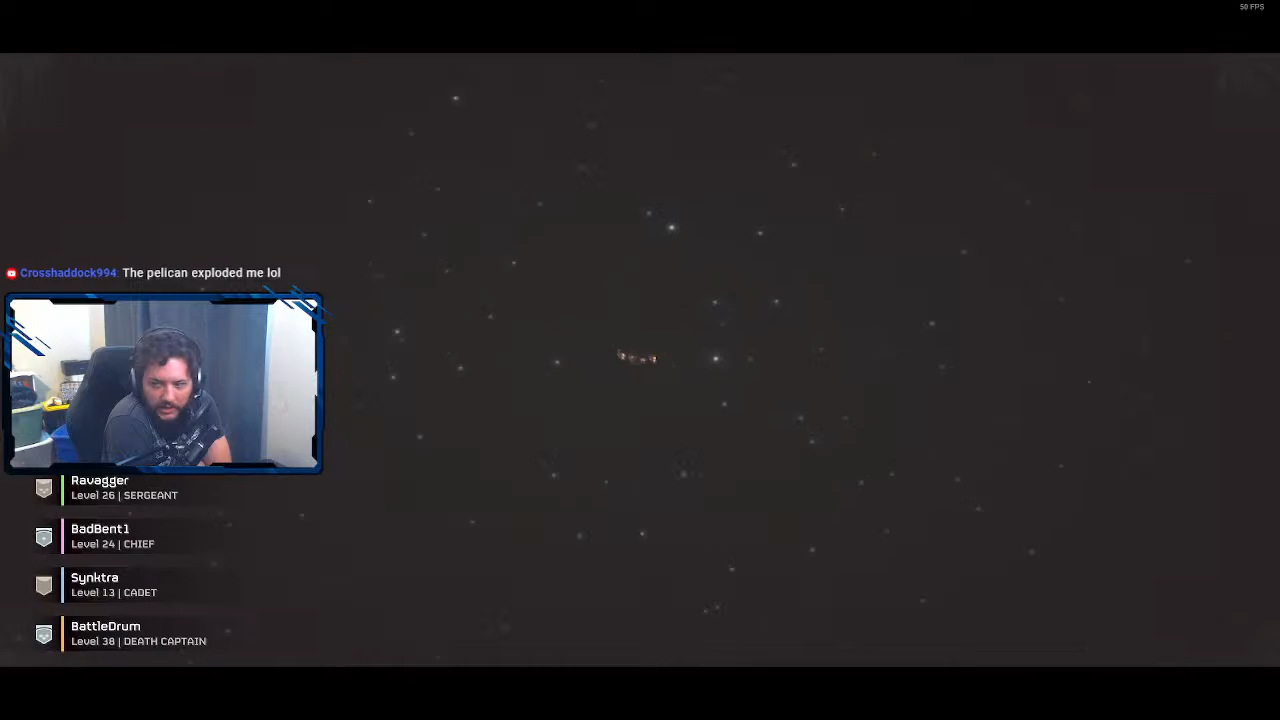 50 FPS
Crosshaddock994: The pelican exploded me lol
Ravagger
Level 26 | SERGEANT
BadBent1
Level 24 | CHIEF
Synktra
Level 13 | CADET
BattleDrum
Level 38 | DEATH CAPTAIN